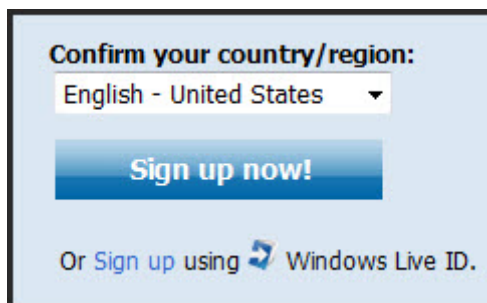 Confirm your country/region:
English - United States
Sign up now!
Or Sign up using Windows Live ID.